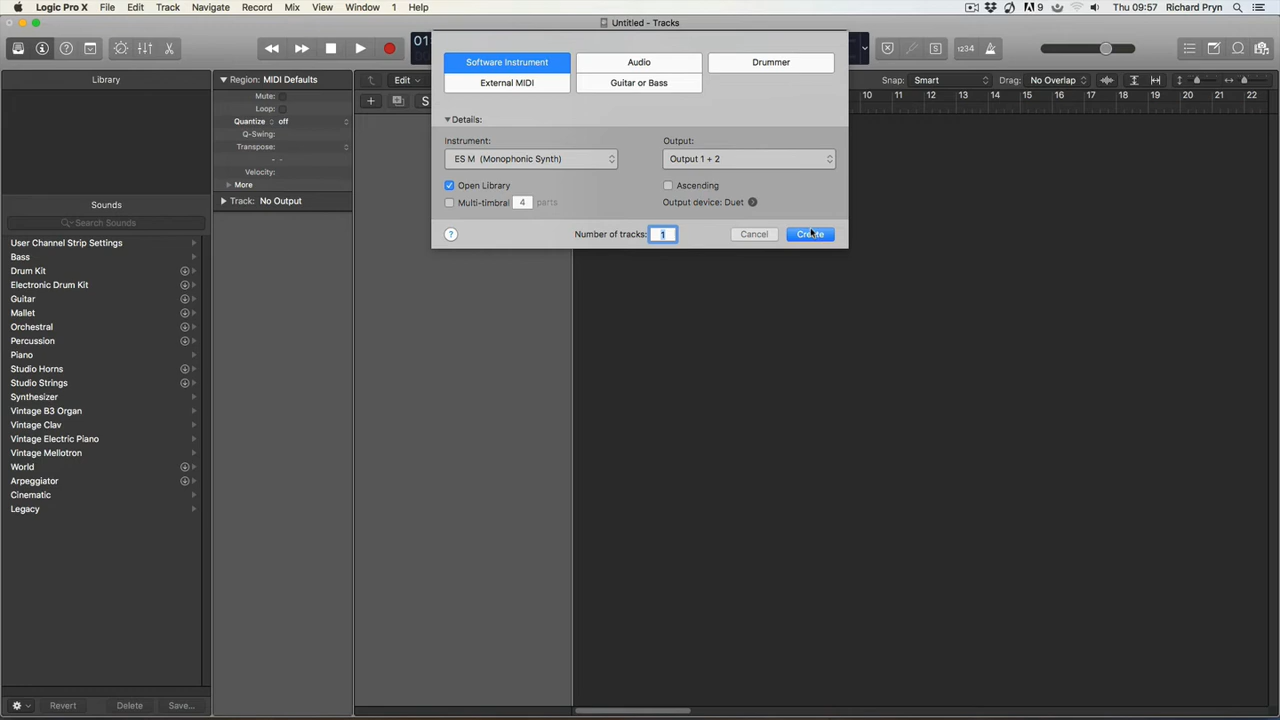 Logic Pro X File Edit Track Navigate Record Mix View Window 1 Help 9 Thu 09:57 Richard Pryn
Untitled - Tracks
1234
Library
Region: MIDI Defaults
Mute:
Loop:
Quantize off
Q-Swing:
Transpose:
- -
Velocity:
More
Track: No Output
Edit
S
Snap: Smart Drag: No Overlap
10 11 12 13 14 15 16 17 18 19 20 21 22
Software Instrument Audio Drummer
External MIDI Guitar or Bass
Details:
Instrument: Output:
ES M (Monophonic Synth) Output 1 + 2
Open Library Ascending
Multi-timbral 4 parts Output device: Duet
? Number of tracks: 1 Cancel Create
Sounds
Search Sounds
User Channel Strip Settings
Bass
Drum Kit
Electronic Drum Kit
Guitar
Mallet
Orchestral
Percussion
Piano
Studio Horns
Studio Strings
Synthesizer
Vintage B3 Organ
Vintage Clav
Vintage Electric Piano
Vintage Mellotron
World
Arpeggiator
Cinematic
Legacy
Revert Delete Save...